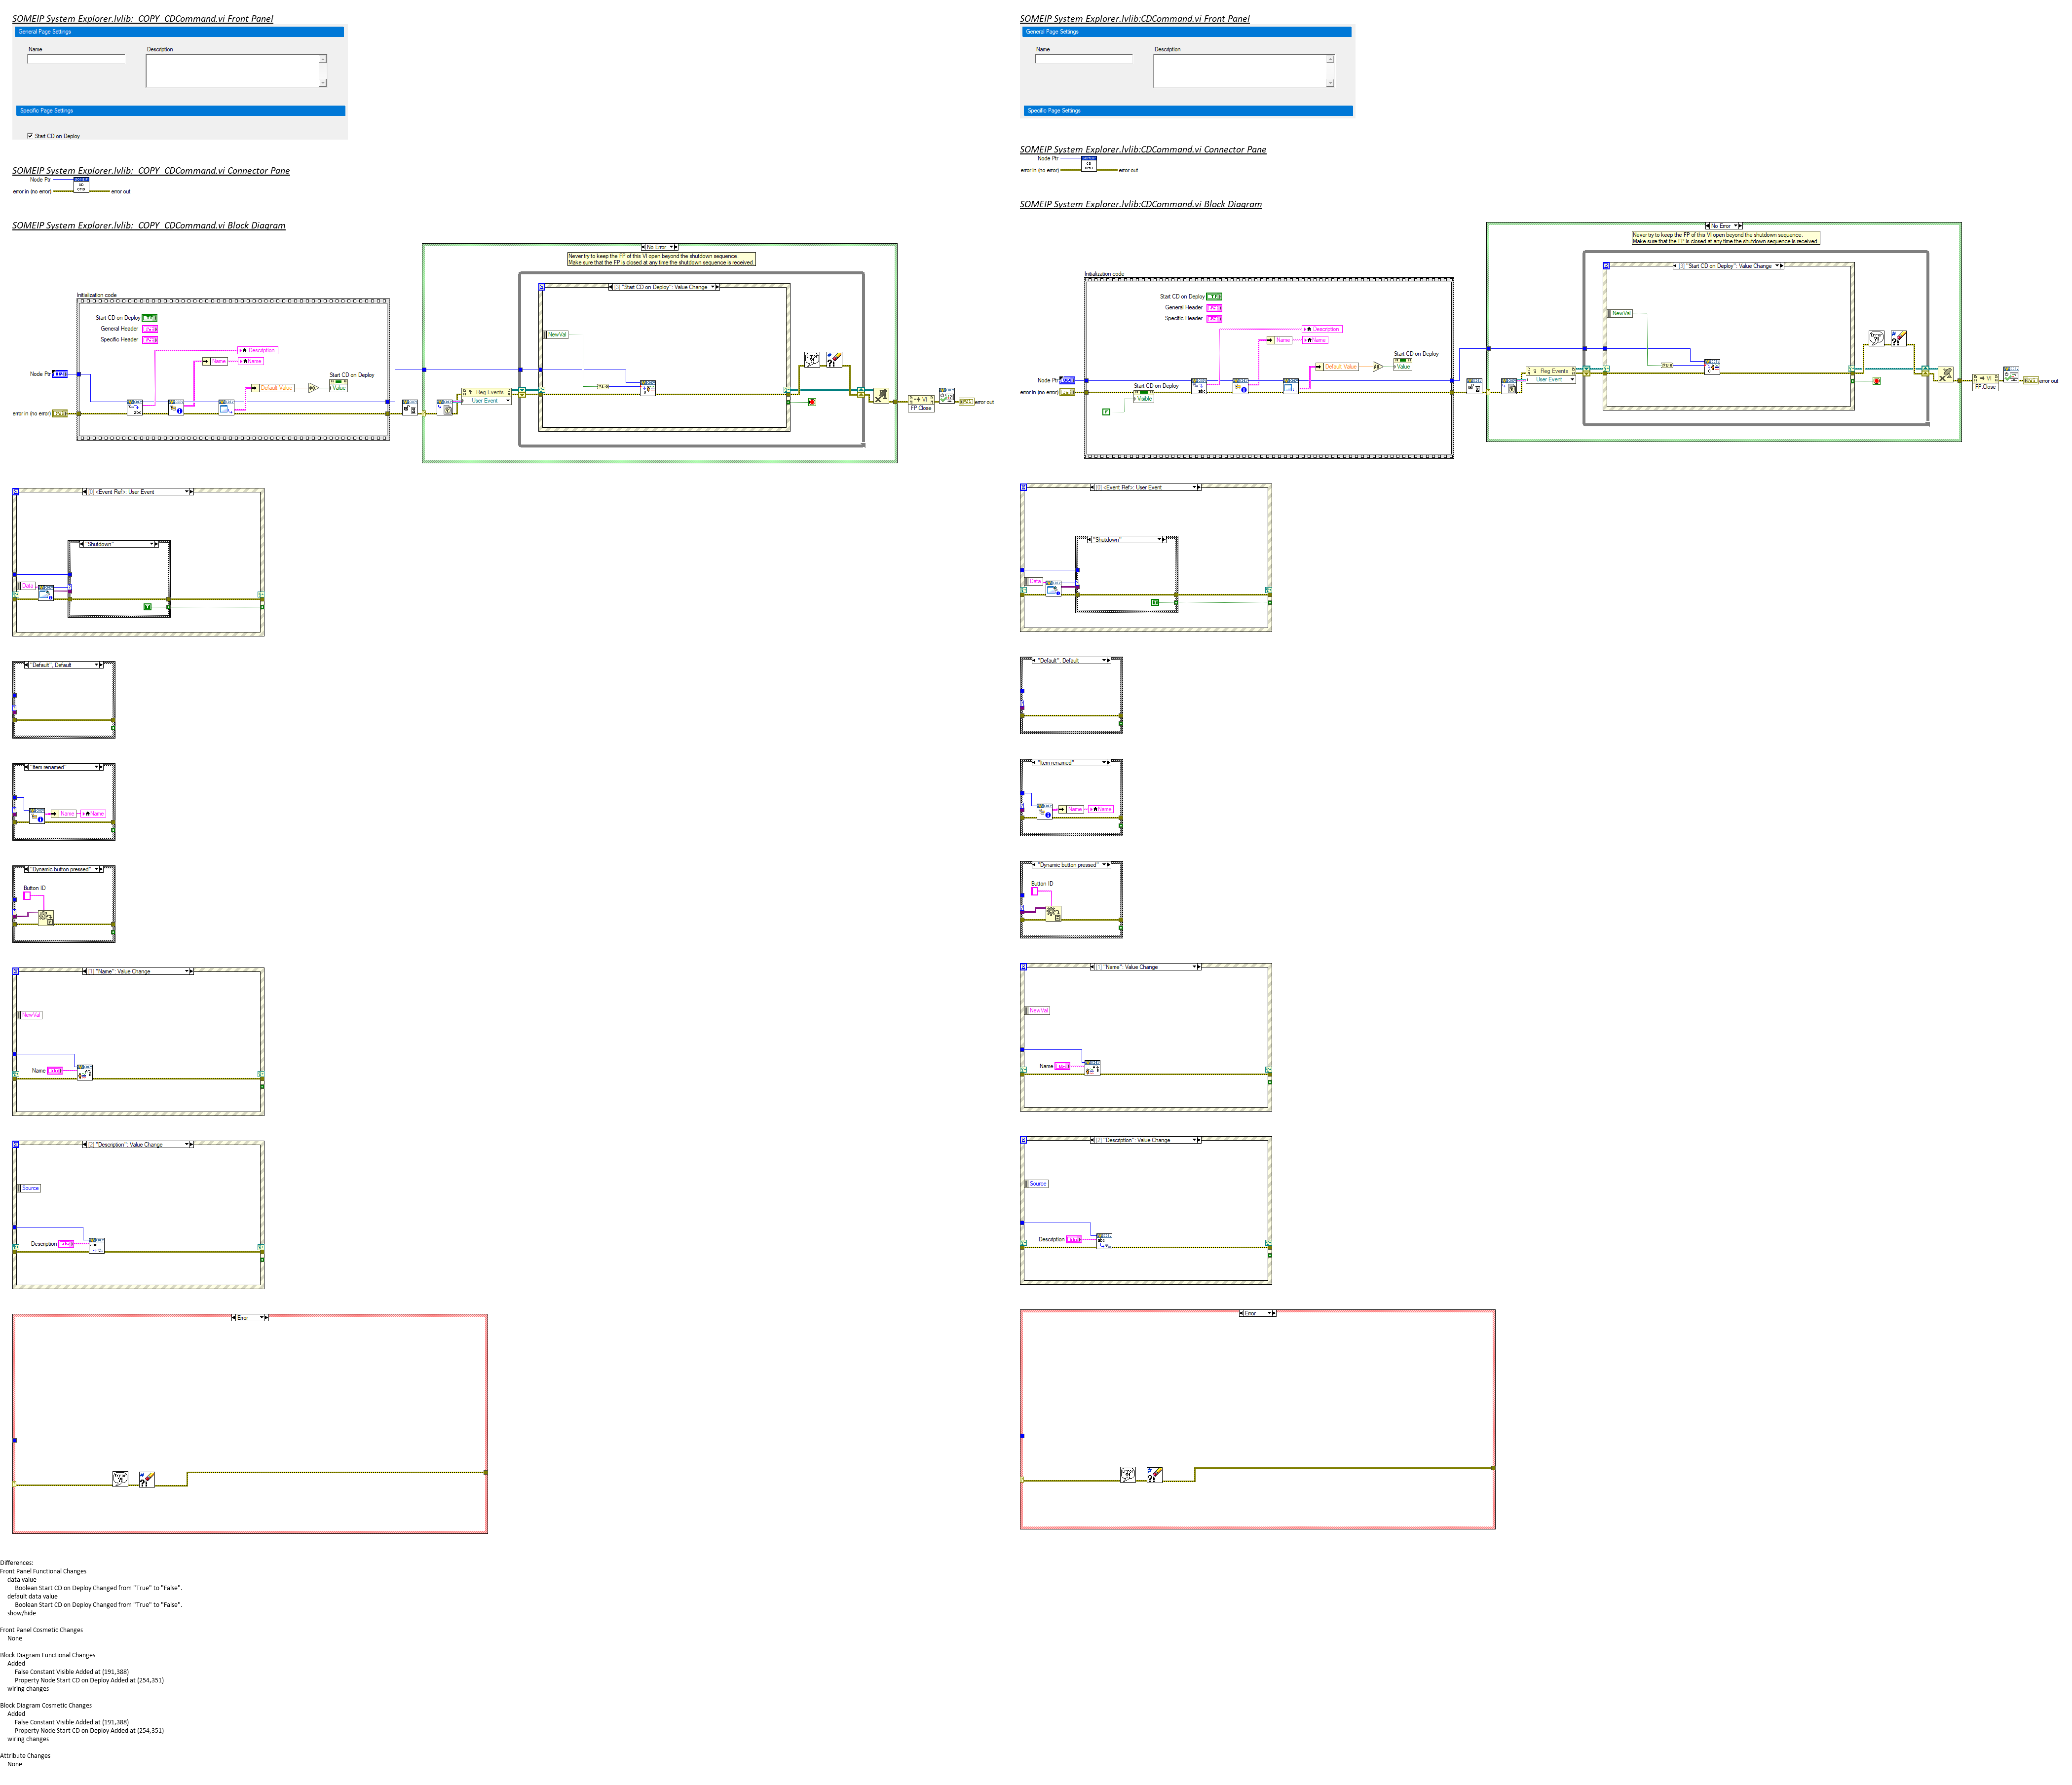 SOMEIP System Explorer.lvlib:_COPY_CDCommand.vi Front Panel
General Page Settings
Name
Description
Specific Page Settings
Start CD on Deploy
SOMEIP System Explorer.lvlib:_COPY_CDCommand.vi Connector Pane
Node Ptr
SOMEIP
CD
CMD
error in (no error)
error out
SOMEIP System Explorer.lvlib:_COPY_CDCommand.vi Block Diagram
No Error
Never try to keep the FP of this VI open beyond the shutdown sequence.
Make sure that the FP is closed at any time the shutdown sequence is received.
Initialization code
[3] "Start CD on Deploy": Value Change
Start CD on Deploy
General Header
Specific Header
NewVal
Description
Name
Name
Start CD on Deploy
Node Ptr
Default Value
Value
Reg Events
User Event
error in (no error)
VI
FP.Close
error out
[0] <Event Ref>: User Event
"Shutdown"
Data
"Default", Default
"Item renamed"
Name
Name
"Dynamic button pressed"
Button ID
[1] "Name": Value Change
NewVal
Name
[2] "Description": Value Change
Source
Description
Error
Differences:
Front Panel Functional Changes
data value
Boolean Start CD on Deploy Changed from "True" to "False".
default data value
Boolean Start CD on Deploy Changed from "True" to "False".
show/hide
Front Panel Cosmetic Changes
None
Block Diagram Functional Changes
Added
False Constant Visible Added at (191,388)
Property Node Start CD on Deploy Added at (254,351)
wiring changes
Block Diagram Cosmetic Changes
Added
False Constant Visible Added at (191,388)
Property Node Start CD on Deploy Added at (254,351)
wiring changes
Attribute Changes
None
SOMEIP System Explorer.lvlib:CDCommand.vi Front Panel
General Page Settings
Name
Description
Specific Page Settings
SOMEIP System Explorer.lvlib:CDCommand.vi Connector Pane
Node Ptr
SOMEIP
CD
CMD
error in (no error)
error out
SOMEIP System Explorer.lvlib:CDCommand.vi Block Diagram
No Error
Never try to keep the FP of this VI open beyond the shutdown sequence.
Make sure that the FP is closed at any time the shutdown sequence is received.
Initialization code
[3] "Start CD on Deploy": Value Change
Start CD on Deploy
General Header
Specific Header
NewVal
Description
Name
Name
Start CD on Deploy
Default Value
Value
Node Ptr
Start CD on Deploy
Visible
Reg Events
User Event
error in (no error)
F
VI
FP.Close
error out
[0] <Event Ref>: User Event
"Shutdown"
Data
"Default", Default
"Item renamed"
Name
Name
"Dynamic button pressed"
Button ID
[1] "Name": Value Change
NewVal
Name
[2] "Description": Value Change
Source
Description
Error